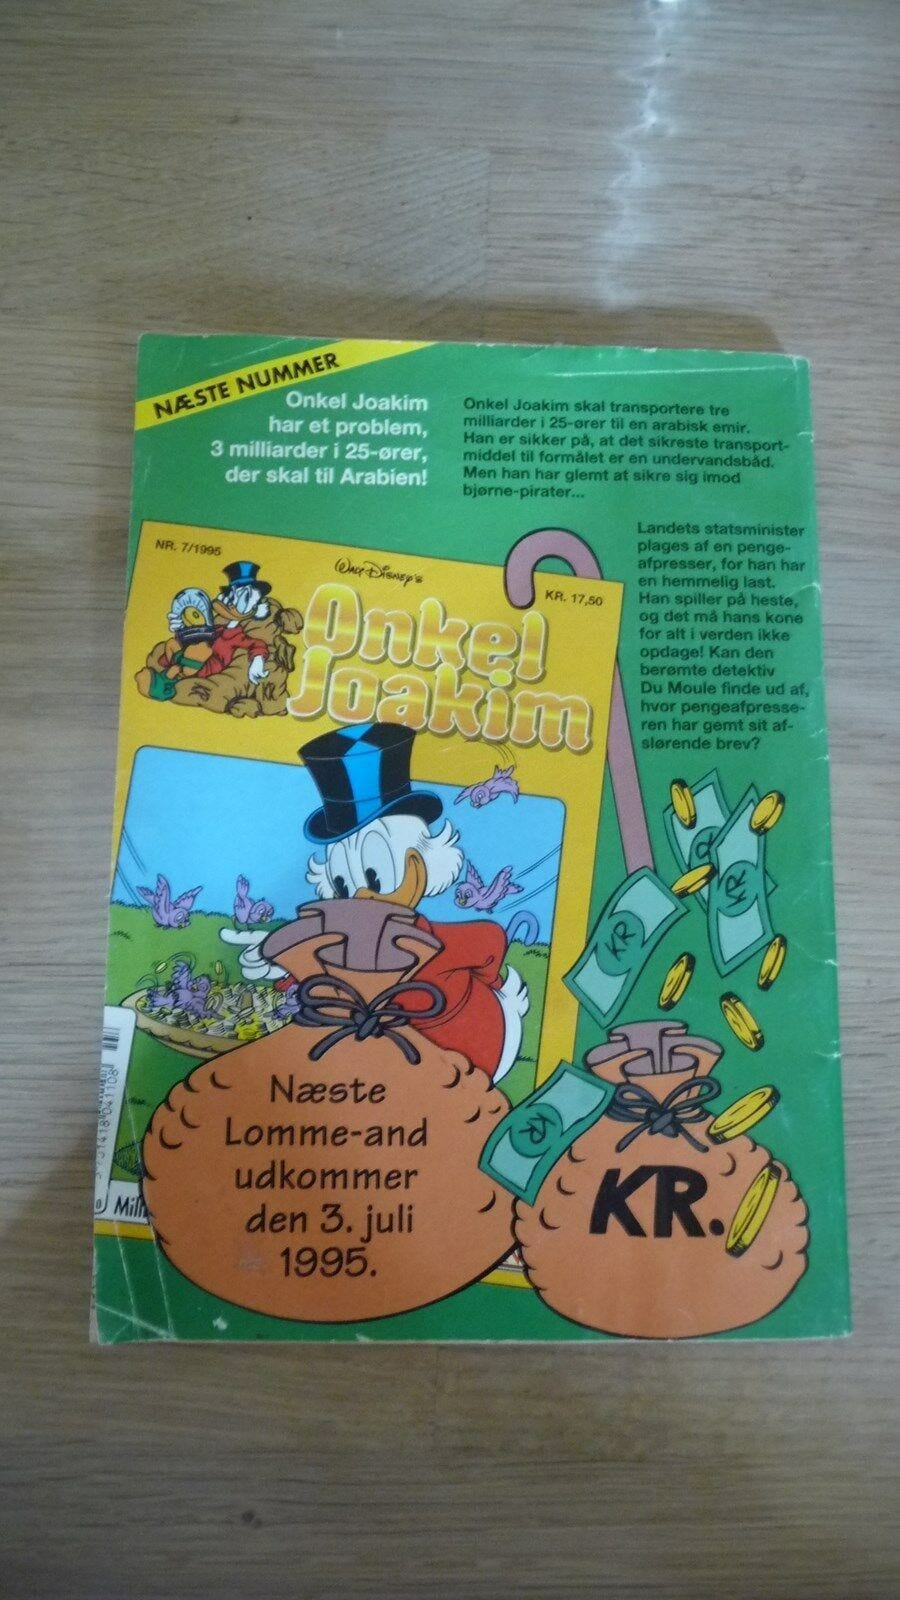 NÆSTE NUMMER
Onkel Joakim
har et problem,
3 milliarder i 25-ører,
der skal til Arabien!
Onkel Joakim skal transportere tre
milliarder i 25-ører til en arabisk emir.
Han er sikker på, at det sikreste transport-
middel til formålet er en undervandsbåd.
Men han har glemt at sikre sig imod
bjørne-pirater...
Landets statsminister
plages af en penge-
afpresser, for han har
en hemmelig last.
Han spiller på heste,
og det må hans kone
for alt i verden ikke
opdage! Kan den
berømte detektiv
Du Moule finde ud af,
hvor pengeafpresse-
ren har gemt sit af-
slørende brev?
NR. 7/1995
Walt Disney's
KR. 17,50
Onkel
Joakim
KR
KR
KR
KR
Næste
Lomme-and
udkommer
den 3. juli
1995.
KR
KR.